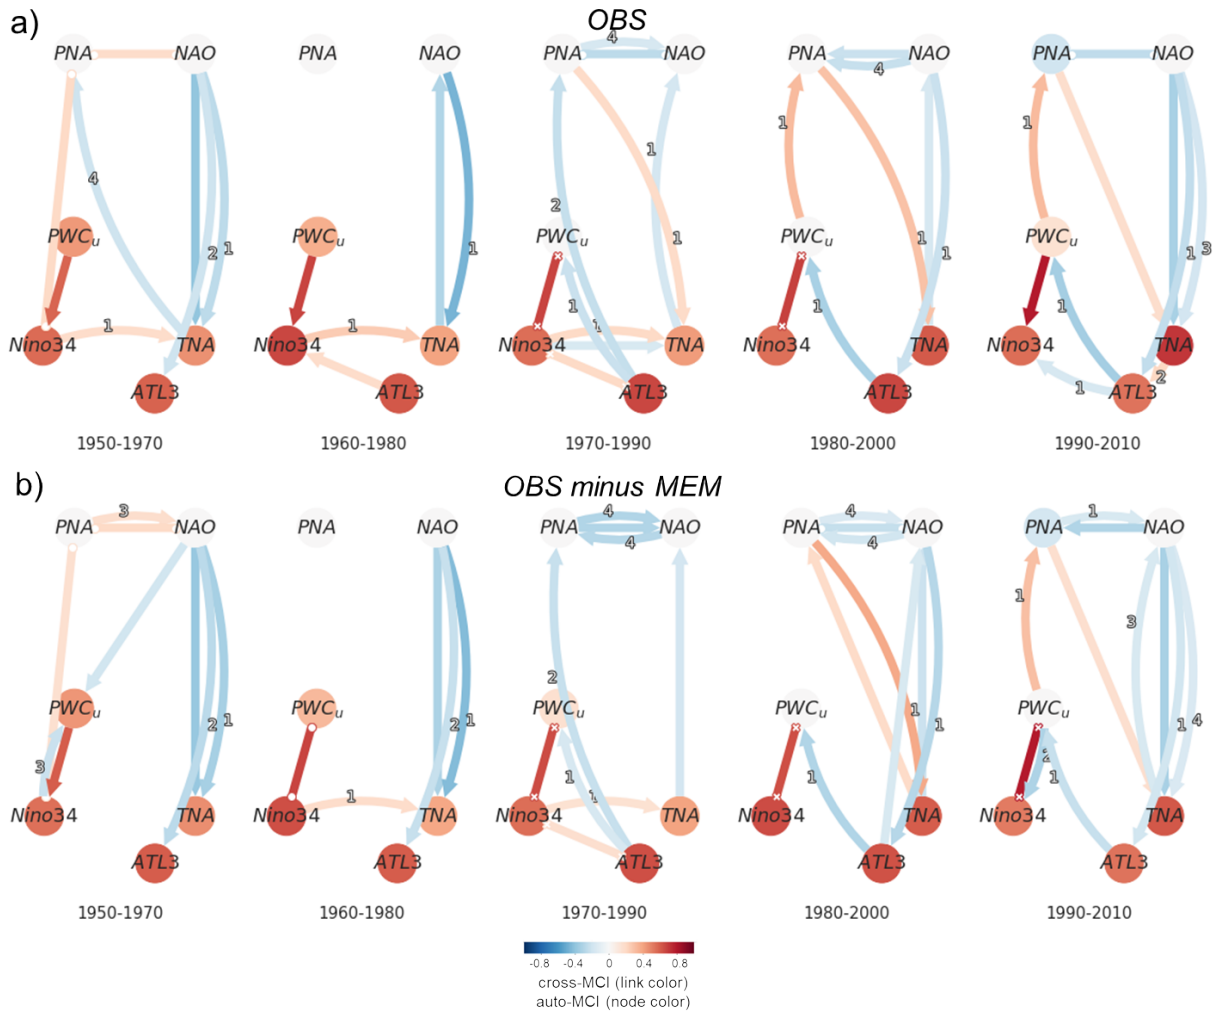 a) OBS
PNA NAO PNA NAO PNA 4 NAO PNA 4 NAO PNA NAO
4 2 1 PWCu Nino34 1 TNA ATL3
1 PWCu Nino34 1 TNA ATL3
1 2 1 PWCu 1 Nino34 1 TNA ATL3
1 1 1 PWCu 1 Nino34 TNA ATL3
1 1 3 PWCu 1 Nino34 TNA 2 1 ATL3
1950-1970 1960-1980 1970-1990 1980-2000 1990-2010
b) OBS minus MEM
PNA 3 NAO PNA NAO PNA 4 4 NAO PNA 4 4 NAO PNA 1 NAO
PWCu 2 1 3 Nino34 TNA ATL3
PWCu 2 1 Nino34 1 TNA ATL3
2 PWCu 1 Nino34 1 TNA ATL3
PWCu 1 1 1 Nino34 TNA ATL3
1 3 PWCu 1 4 2 1 Nino34 TNA ATL3
1950-1970 1960-1980 1970-1990 1980-2000 1990-2010
-0.8 -0.4 0 0.4 0.8
cross-MCI (link color)
auto-MCI (node color)